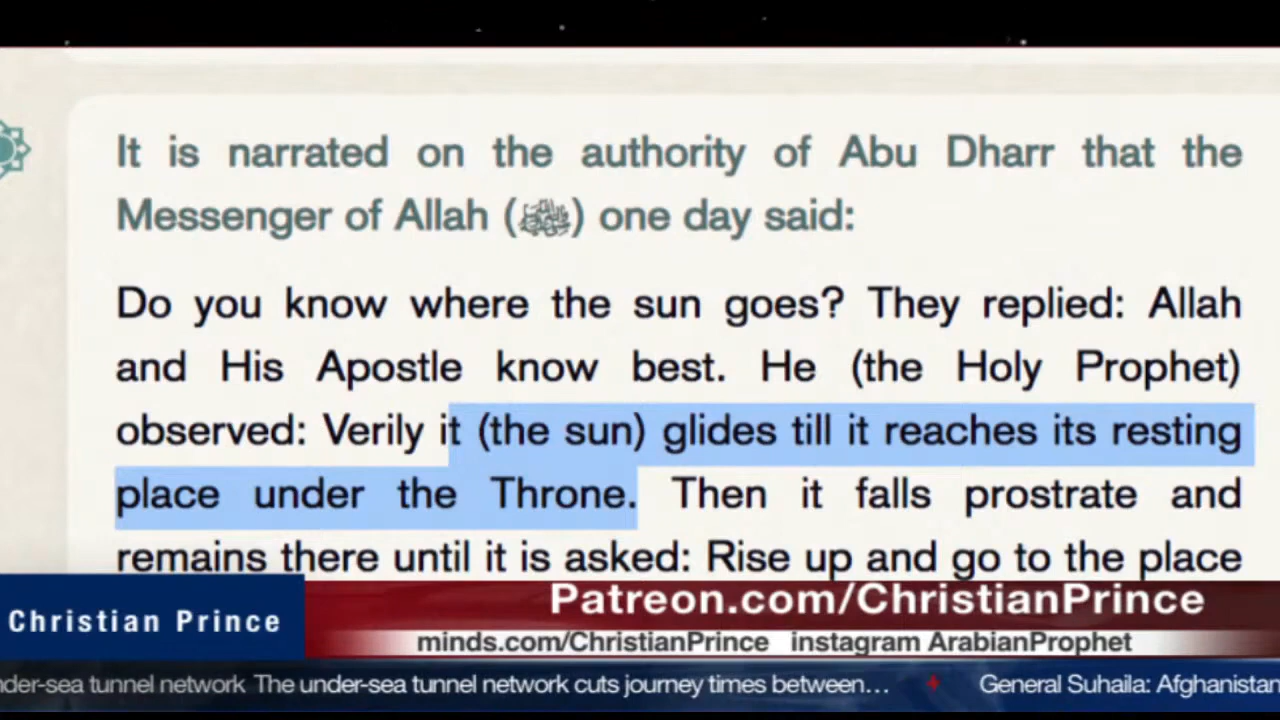 It is narrated on the authority of Abu Dharr that the
Messenger of Allah (ﷺ) one day said:
Do you know where the sun goes? They replied: Allah
and His Apostle know best. He (the Holy Prophet)
observed: Verily it (the sun) glides till it reaches its resting
place under the Throne. Then it falls prostrate and
remains there until it is asked: Rise up and go to the place
Christian Prince
Patreon.com/ChristianPrince
minds.com/ChristianPrince instagram ArabianProphet
nder-sea tunnel network The under-sea tunnel network cuts journey times between... General Suhaila: Afghanistan